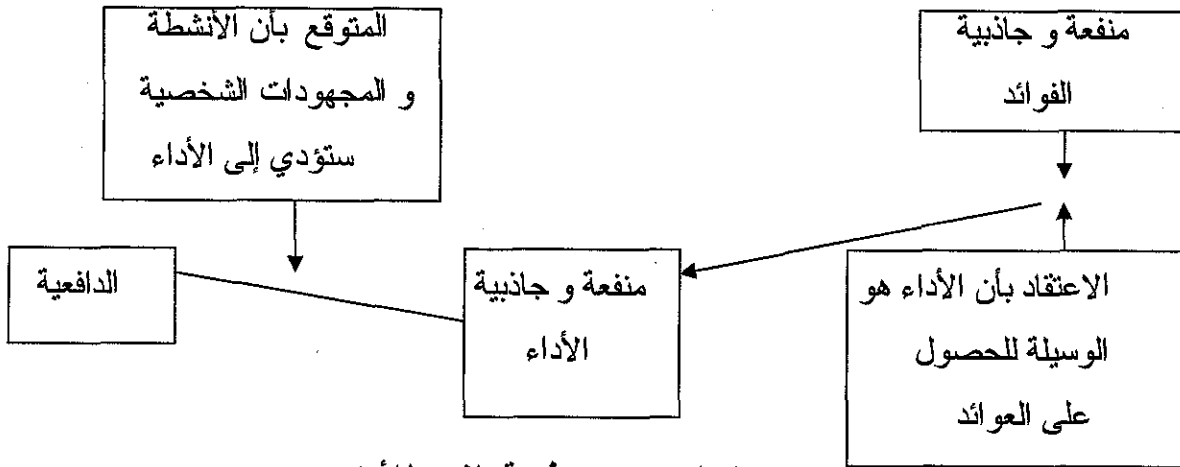 منفعة و جاذبية
الفوائد
المتوقع بأن الأنشطة
و المجهودات الشخصية
ستؤدي إلى الأداء
الاعتقاد بأن الأداء هو
الوسيلة للحصول
على العوائد
منفعة و جاذبية
الأداء
الدافعية